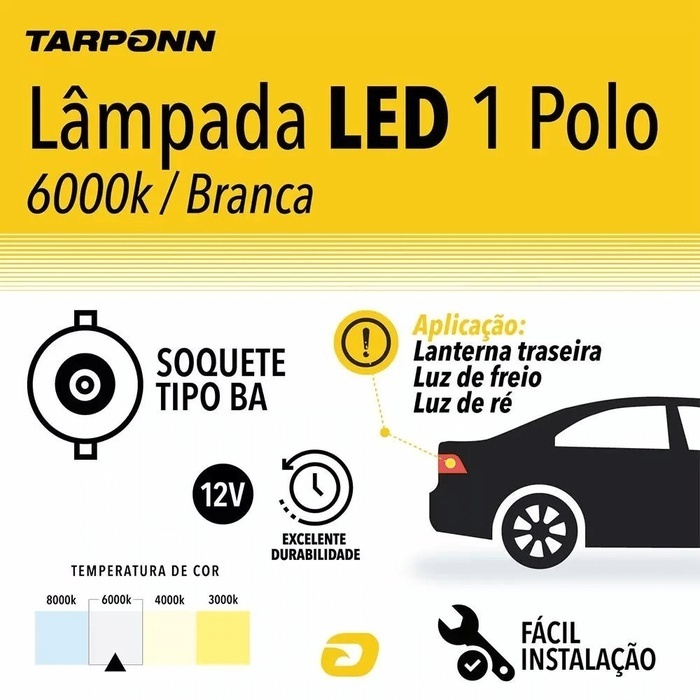 TARPONN
Lâmpada LED 1 Polo
6000k / Branca
SOQUETE
TIPO BA
Aplicação:
Lanterna traseira
Luz de freio
Luz de ré
12V
EXCELENTE
DURABILIDADE
TEMPERATURA DE COR
8000k 6000k 4000k 3000k
FÁCIL
INSTALAÇÃO